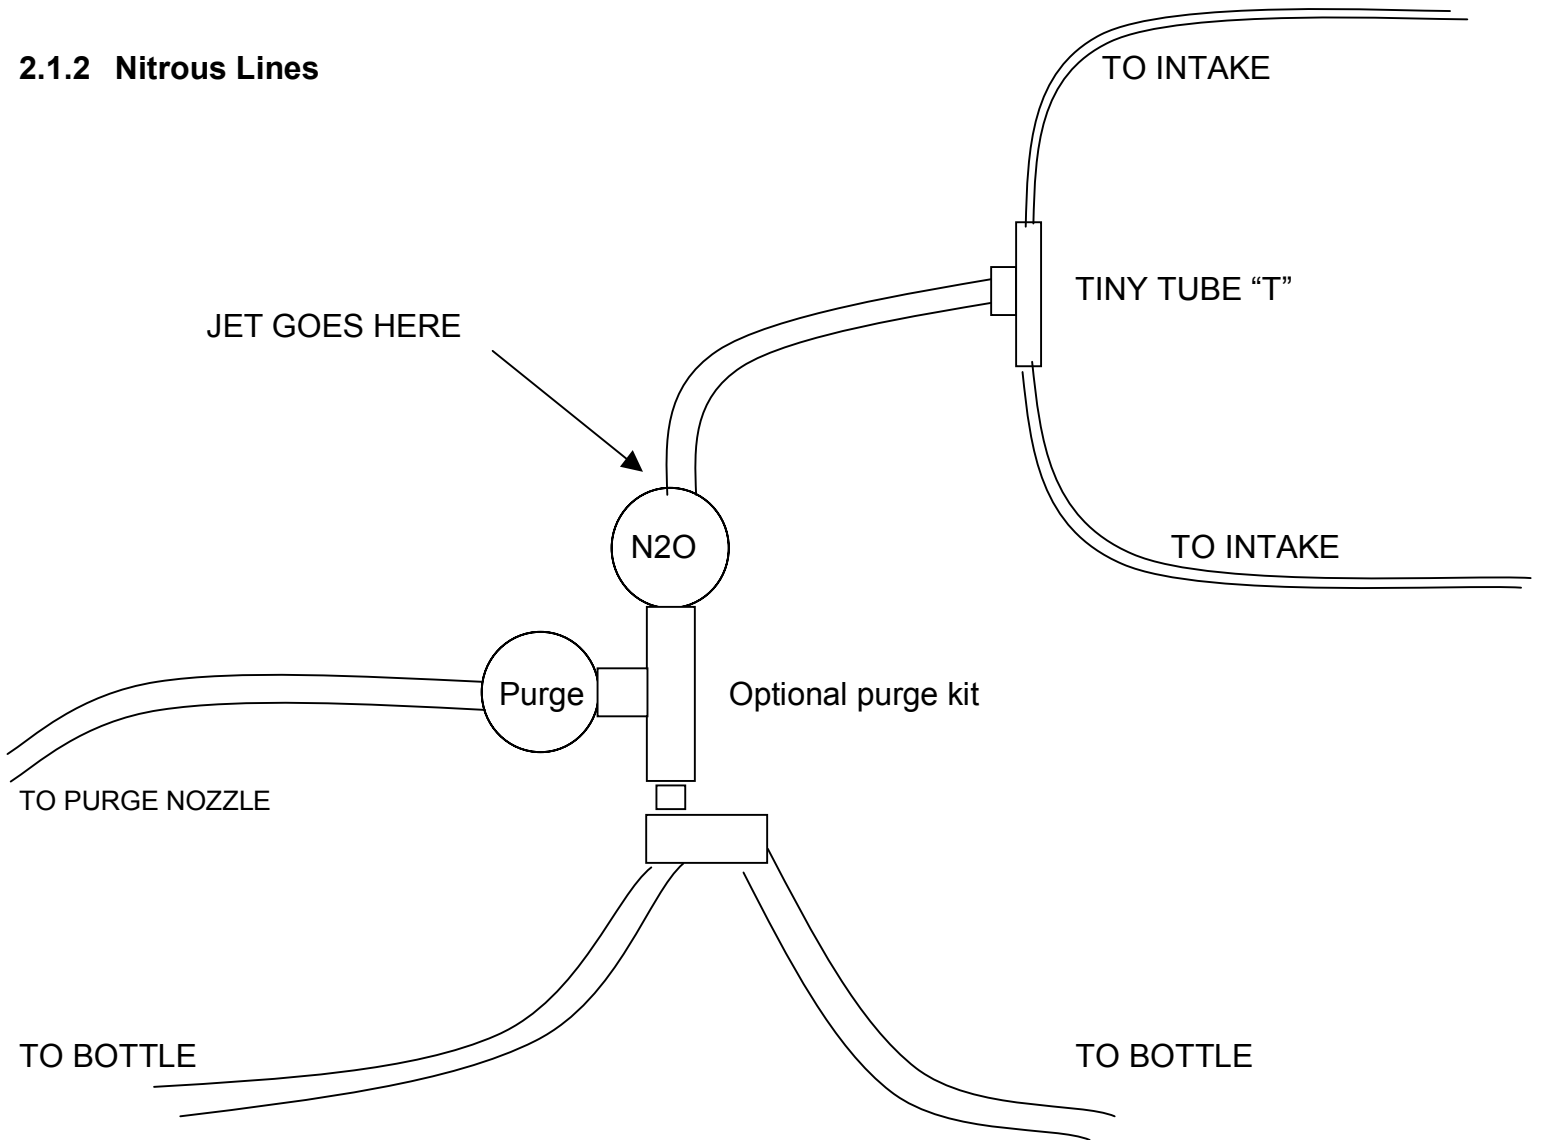 2.1.2 Nitrous Lines
TO INTAKE
TINY TUBE “T”
JET GOES HERE
N2O
TO INTAKE
Purge
Optional purge kit
TO PURGE NOZZLE
TO BOTTLE
TO BOTTLE